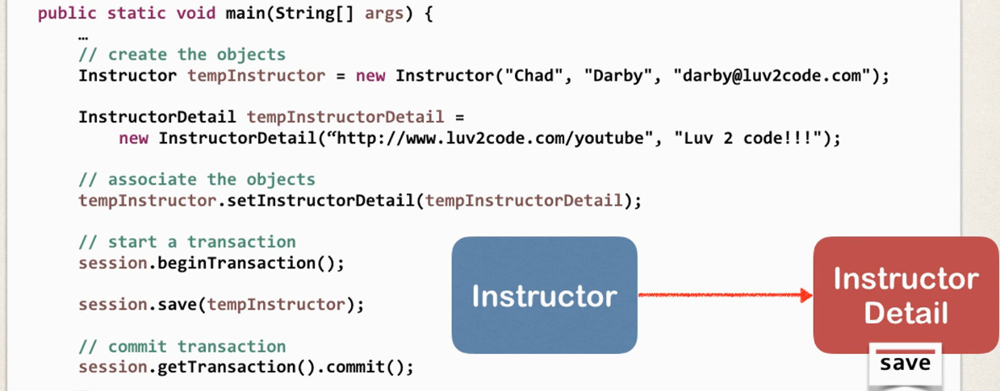 public static void main(String[] args) {
…
// create the objects
Instructor tempInstructor = new Instructor("Chad", "Darby", "darby@luv2code.com");
InstructorDetail tempInstructorDetail =
new InstructorDetail(“http://www.luv2code.com/youtube", "Luv 2 code!!!");
// associate the objects
tempInstructor.setInstructorDetail(tempInstructorDetail);
// start a transaction
session.beginTransaction();
session.save(tempInstructor);
// commit transaction
session.getTransaction().commit();
Instructor
Instructor
Detail
save